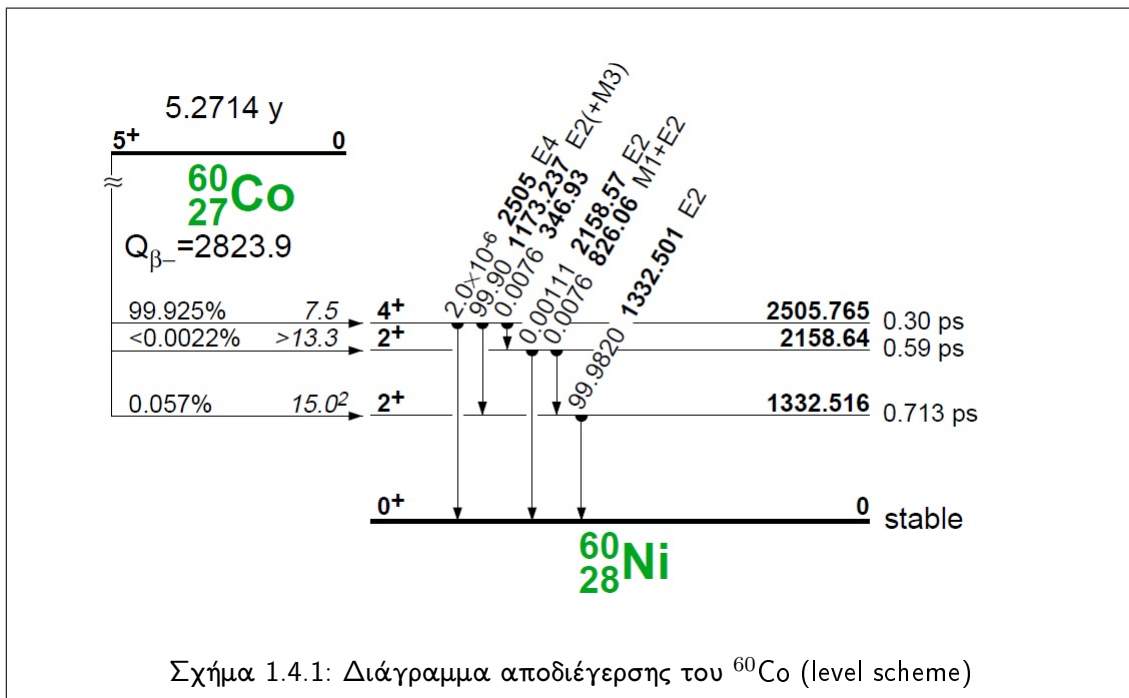 5.2714 y
5+ 0
60
27Co
Qβ−=2823.9
2.0×10-6 2505 E4
99.90 1173.237 E2(+M3)
0.0076 346.93
0.00111 2158.57 E2
0.0076 826.06 M1+E2
99.9820 1332.501 E2
99.925% 7.5 4+ 2505.765 0.30 ps
<0.0022% >13.3 2+ 2158.64 0.59 ps
0.057% 15.02 2+ 1332.516 0.713 ps
0+ 0 stable
60
28Ni
Σχήμα 1.4.1: Διάγραμμα αποδιέγερσης του 60Co (level scheme)